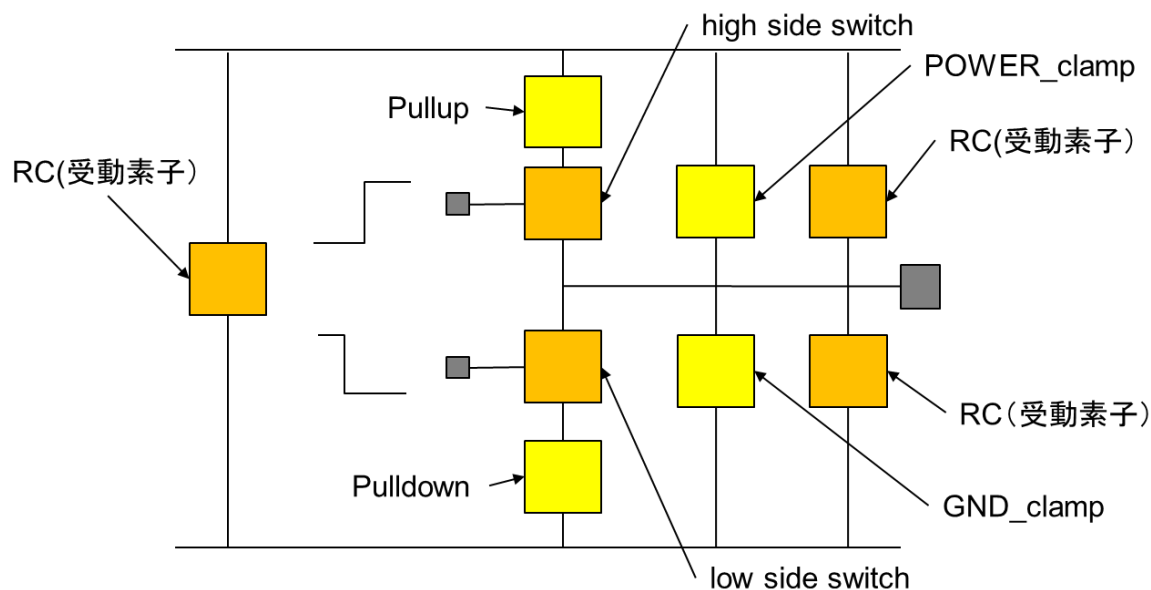 high side switch
POWER_clamp
Pullup
RC(受動素子)
RC(受動素子)
RC(受動素子)
Pulldown
GND_clamp
low side switch